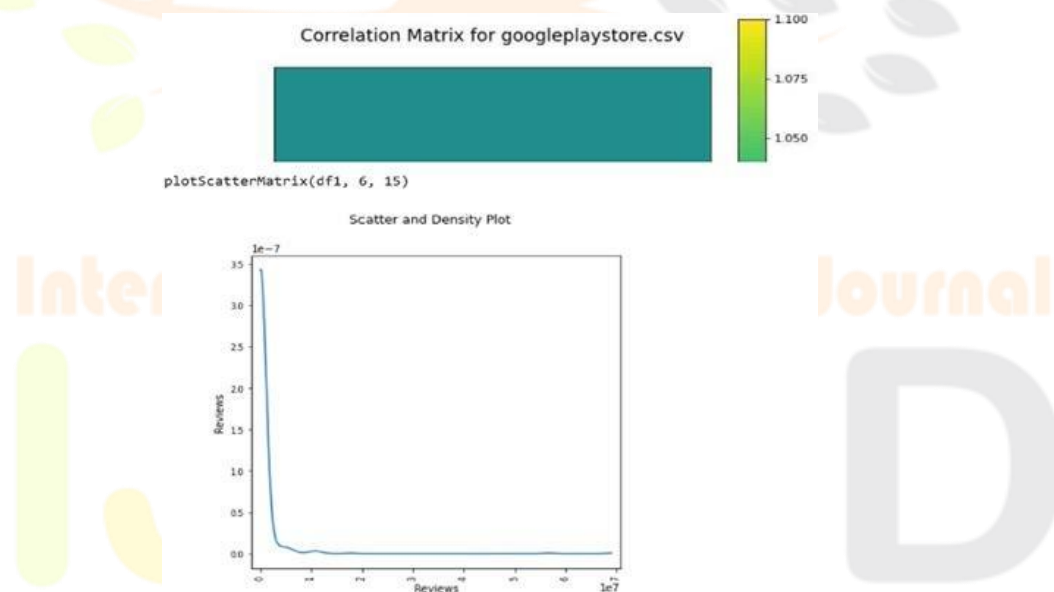 1.100
Correlation Matrix for googleplaystore.csv
1.075
1.050
plotScatterMatrix(df1, 6, 15)
Scatter and Density Plot
1e−7
3.5
3.0
2.5
2.0
1.5
1.0
0.5
0.0
Reviews
0 1 2 3 4 5 6
Reviews
1e7
Inter
Journal
D